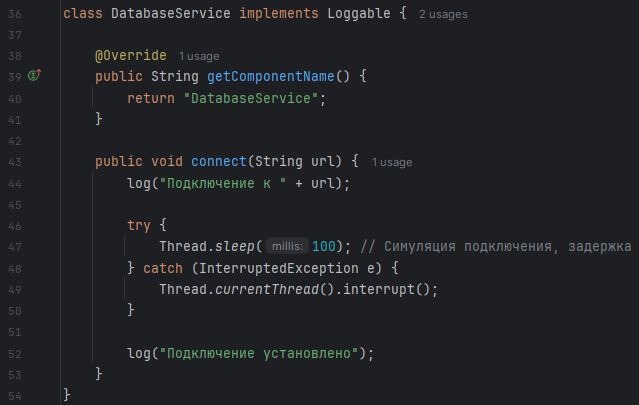 36 class DatabaseService implements Loggable { 2 usages
37
38 @Override 1 usage
39 public String getComponentName() {
40 return "DatabaseService";
41 }
42
43 public void connect(String url) { 1 usage
44 log("Подключение к " + url);
45
46 try {
47 Thread.sleep( millis: 100); // Симуляция подключения, задержка
48 } catch (InterruptedException e) {
49 Thread.currentThread().interrupt();
50 }
51
52 log("Подключение установлено");
53 }
54 }